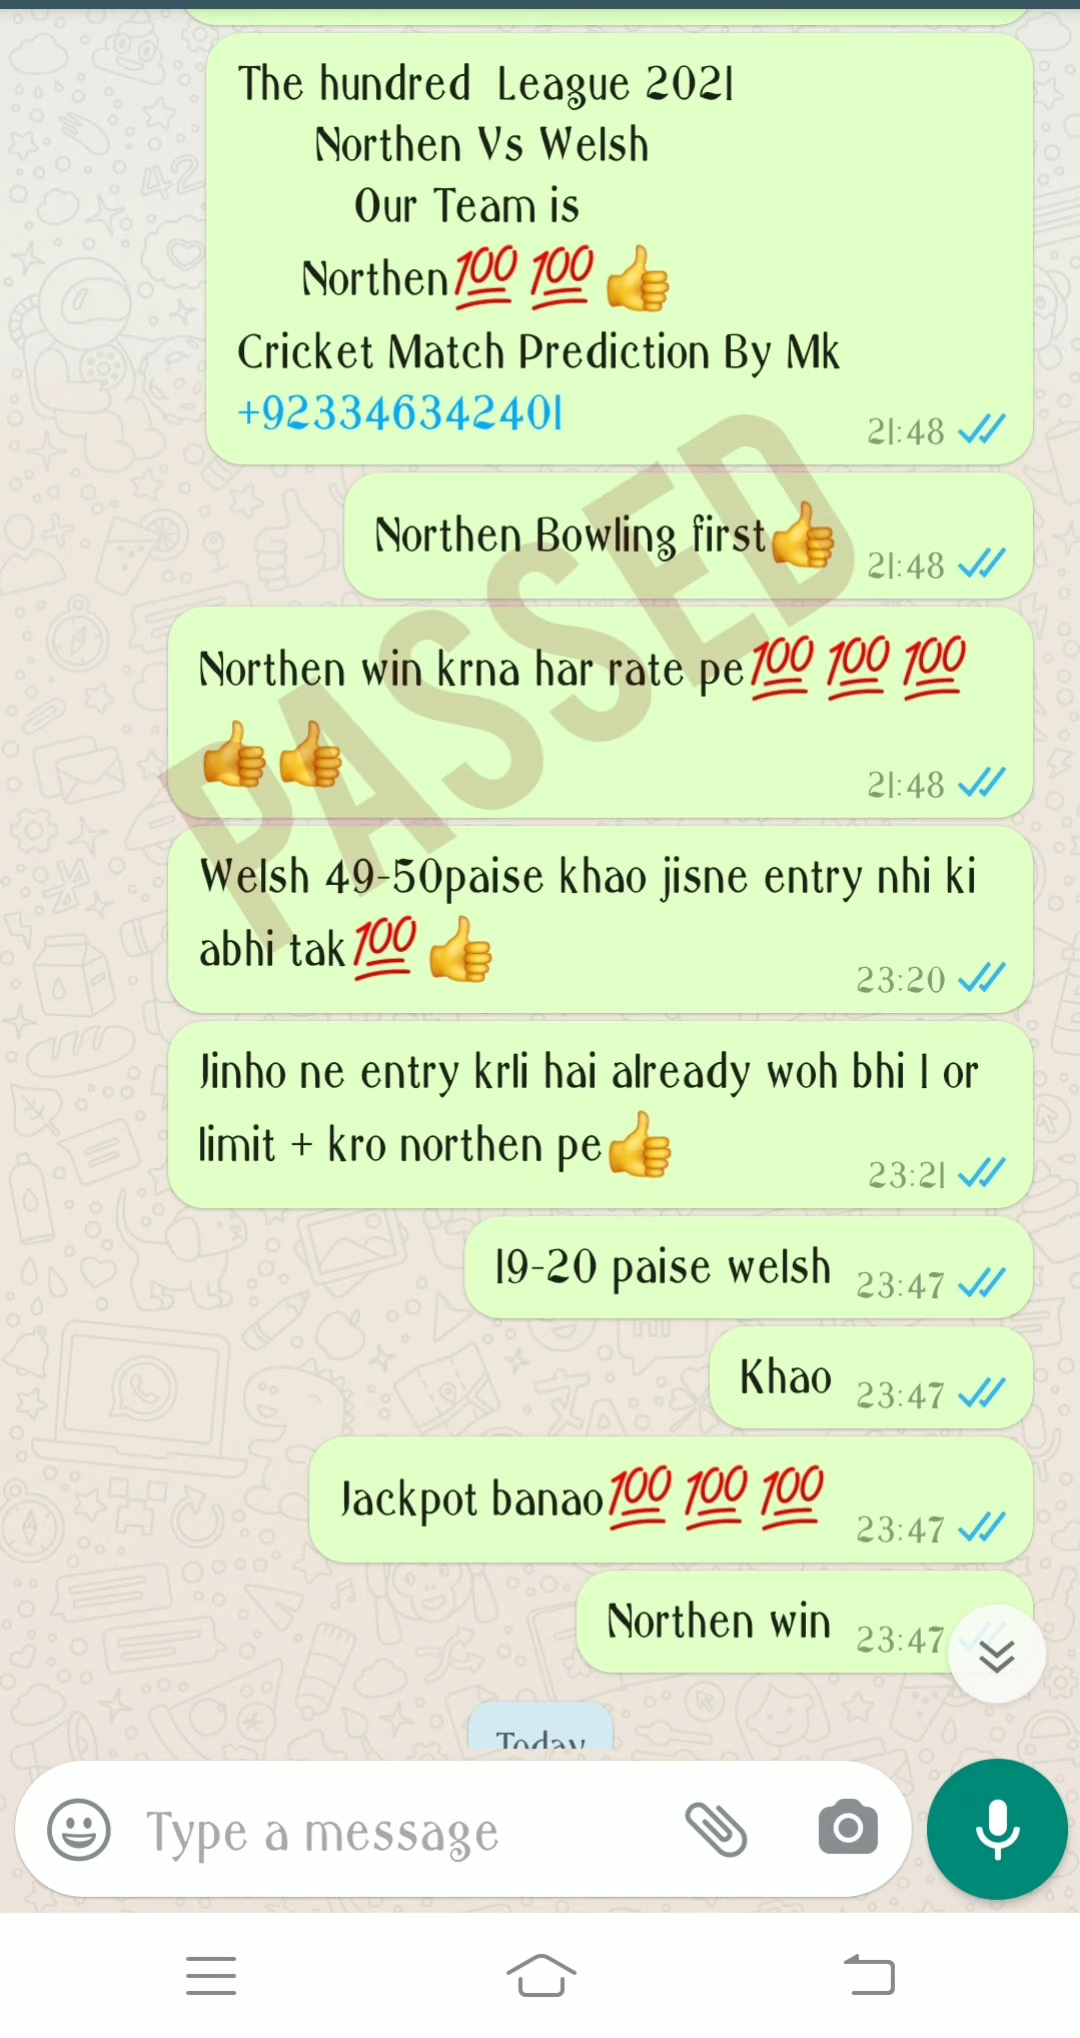 The hundred League 2021
Northen Vs Welsh
Our Team is
Northen💯💯👍
Cricket Match Prediction By Mk
+923346342401
21:48
Northen Bowling first👍
21:48
Northen win krna har rate pe💯💯💯
👍👍
21:48
PASSED
Welsh 49-50paise khao jisne entry nhi ki
abhi tak💯👍
23:20
Jinho ne entry krli hai already woh bhi 1 or
limit + kro northen pe👍
23:21
19-20 paise welsh
23:47
Khao
23:47
Jackpot banao💯💯💯
23:47
Northen win
23:47
Today
Type a message